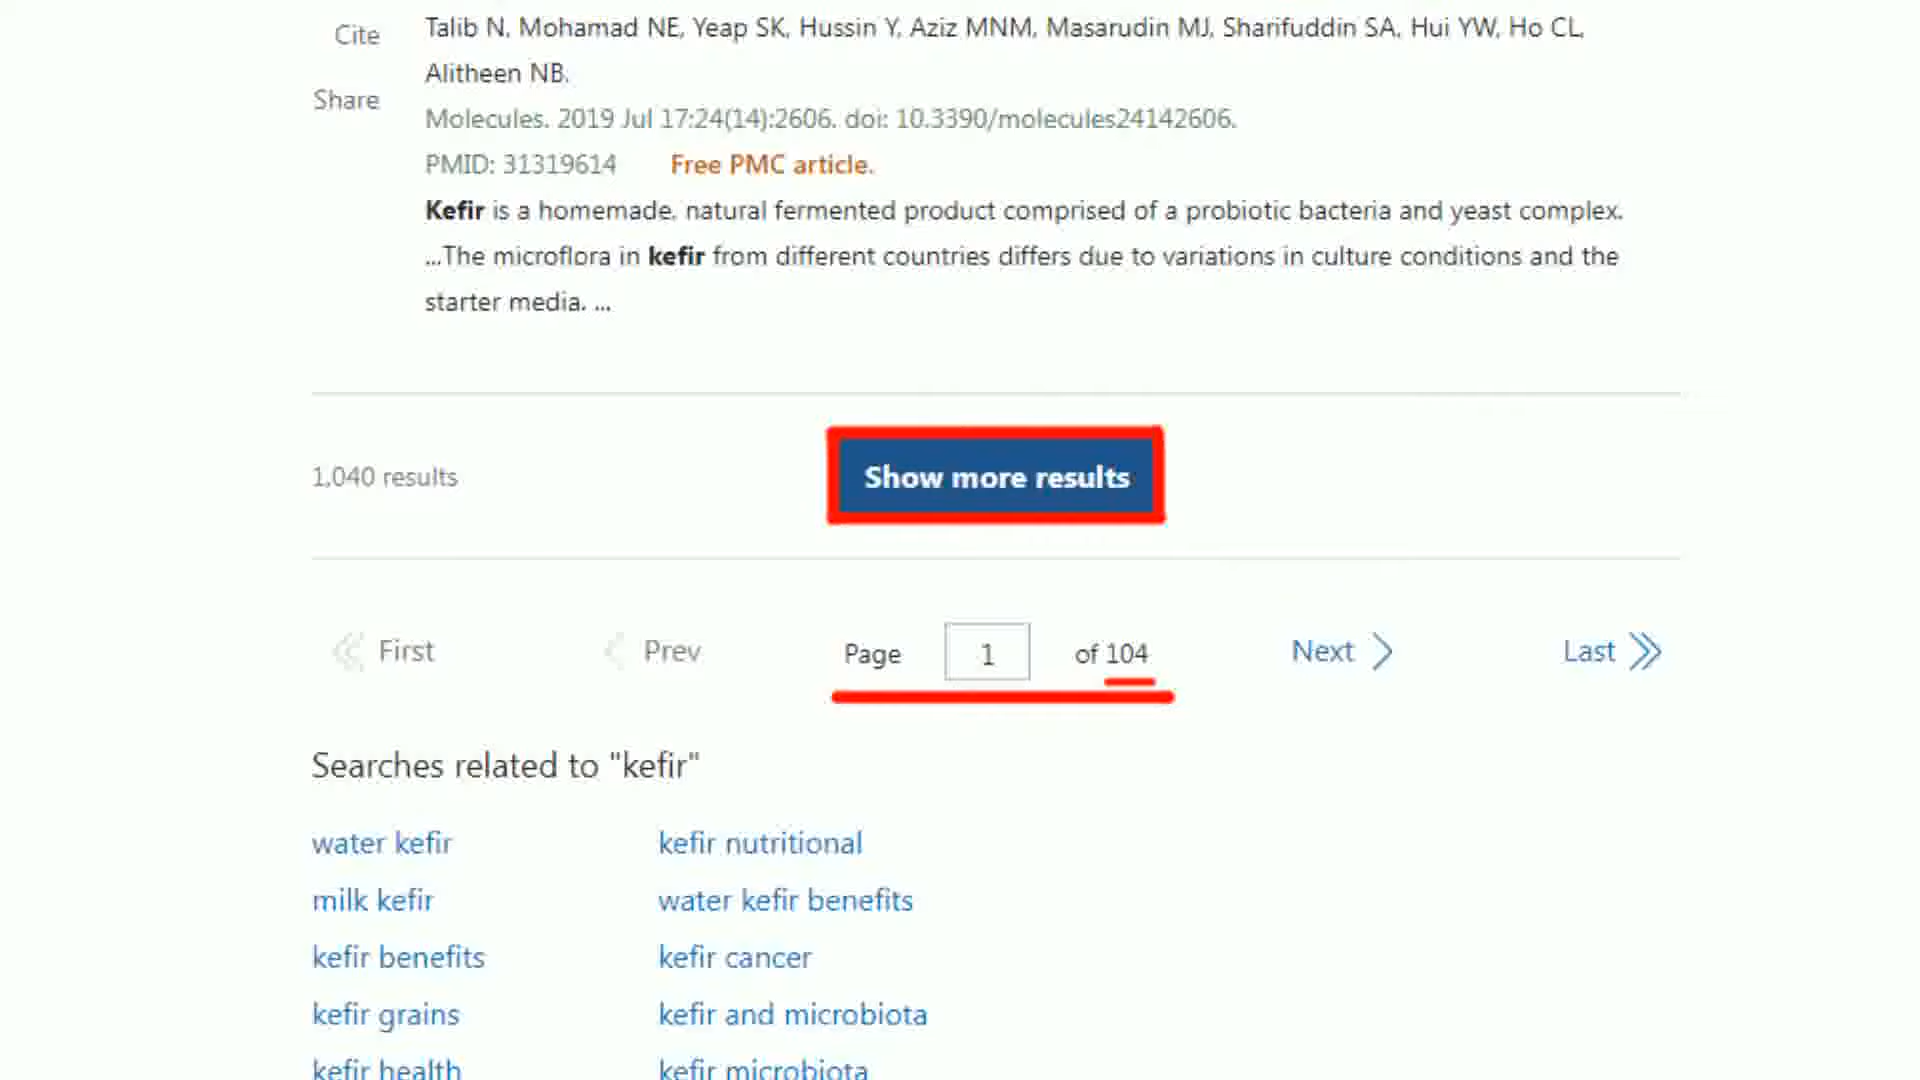 Cite
Talib N, Mohamad NE, Yeap SK, Hussin Y, Aziz MNM, Masarudin MJ, Sharifuddin SA, Hui YW, Ho CL,
Alitheen NB.
Share
Molecules. 2019 Jul 17;24(14):2606. doi: 10.3390/molecules24142606.
PMID: 31319614 Free PMC article.
Kefir is a homemade, natural fermented product comprised of a probiotic bacteria and yeast complex.
...The microflora in kefir from different countries differs due to variations in culture conditions and the
starter media. ...
1,040 results
Show more results
First Prev Page 1 of 104 Next Last
Searches related to "kefir"
water kefir
milk kefir
kefir benefits
kefir grains
kefir health
kefir nutritional
water kefir benefits
kefir cancer
kefir and microbiota
kefir microbiota